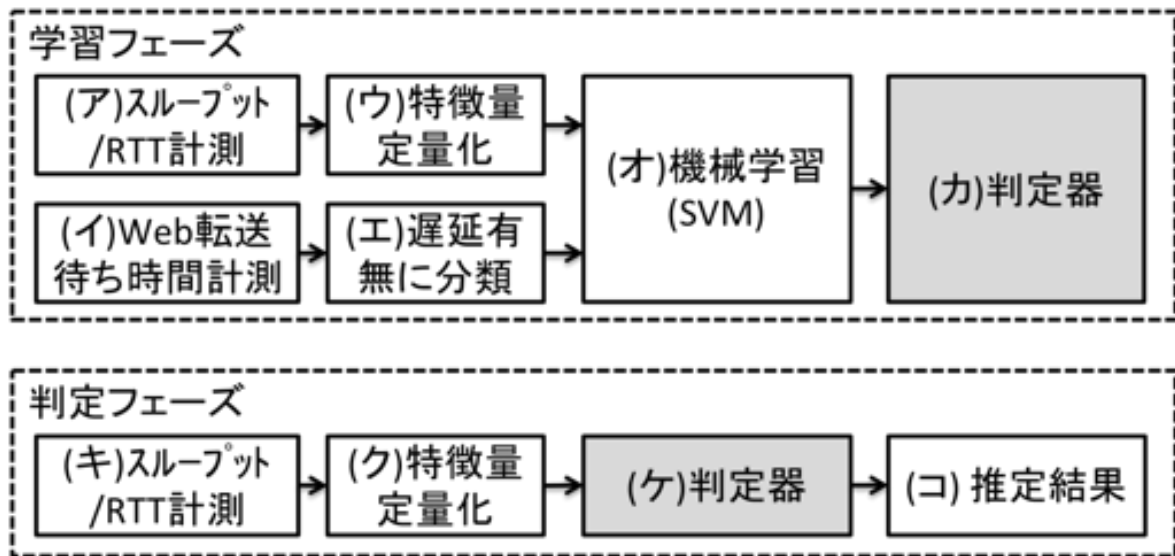 学習フェーズ
(ア)スループット
/RTT計測
(ウ)特徴量
定量化
(イ)Web転送
待ち時間計測
(エ)遅延有
無に分類
(オ)機械学習
(SVM)
(カ)判定器
判定フェーズ
(キ)スループット
/RTT計測
(ク)特徴量
定量化
(ケ)判定器
(コ) 推定結果